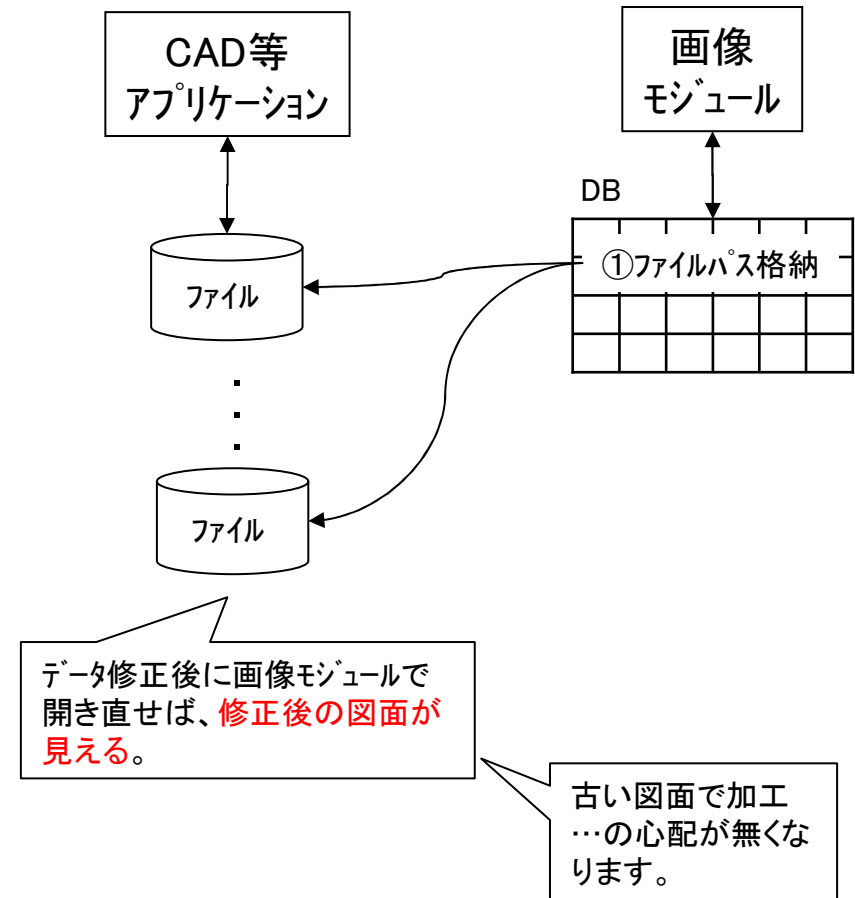 CAD等
ｱﾌﾟﾘｹｰｼｮﾝ
画像
ﾓｼﾞｭｰﾙ
DB
①ﾌｧｲﾙﾊﾟｽ格納
ﾌｧｲﾙ
・
・
・
ﾌｧｲﾙ
ﾃﾞｰﾀ修正後に画像ﾓｼﾞｭｰﾙで
開き直せば、修正後の図面が
見える。
古い図面で加工
…の心配が無くな
ります。